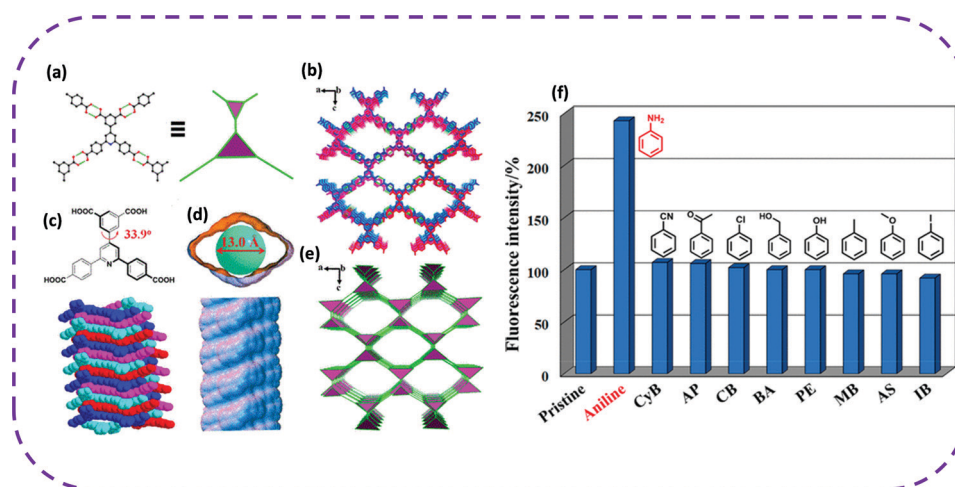 (a)
(b)
a b
c
(c)
HOOC COOH
33.9°
HOOC N COOH
(d)
13.0 Å
(e)
a b
c
(f)
Fluorescence intensity/%
250
200
150
100
50
0
NH2
CN
O
Cl
HO
OH
O
I
Pristine
Aniline
CyB
AP
CB
BA
PE
MB
AS
IB